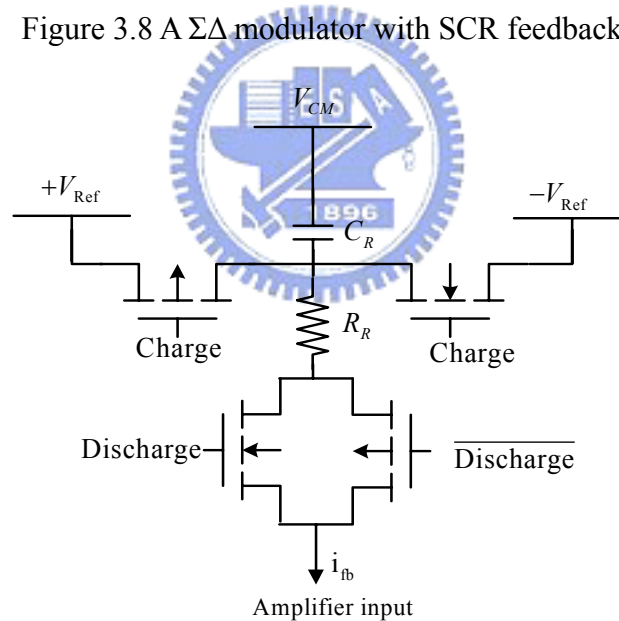 Figure 3.8 A ΣΔ modulator with SCR feedback
E S A
V_CM
+V_Ref
−V_Ref
1896
C_R
R_R
Charge
Charge
Discharge
Discharge
i_fb
Amplifier input